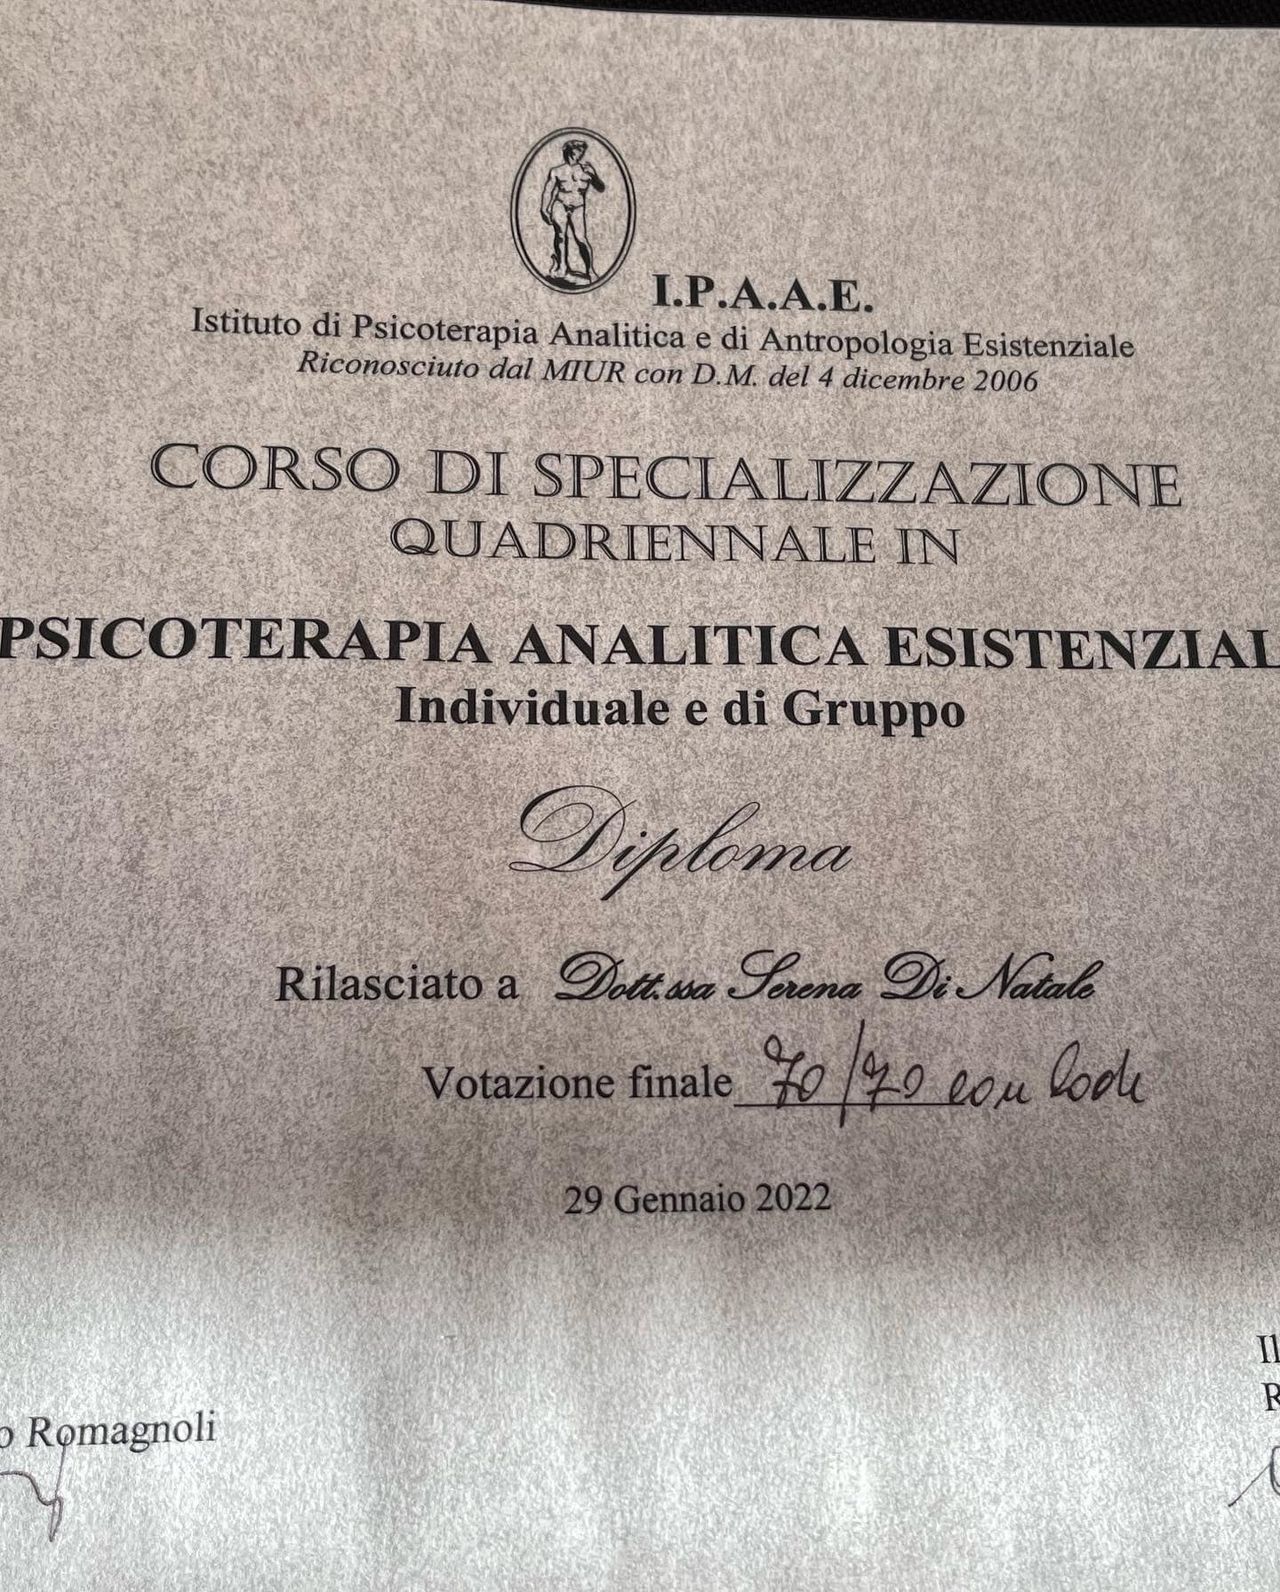 I.P.A.A.E.
Istituto di Psicoterapia Analitica e di Antropologia Esistenziale
Riconosciuto dal MIUR con D.M. del 4 dicembre 2006
CORSO DI SPECIALIZZAZIONE
QUADRIENNALE IN
PSICOTERAPIA ANALITICA ESISTENZIAL
Individuale e di Gruppo
Diploma
Rilasciato a Dott.ssa Serena Di Natale
Votazione finale 70/70 con lode
29 Gennaio 2022
Il
R
o Romagnoli